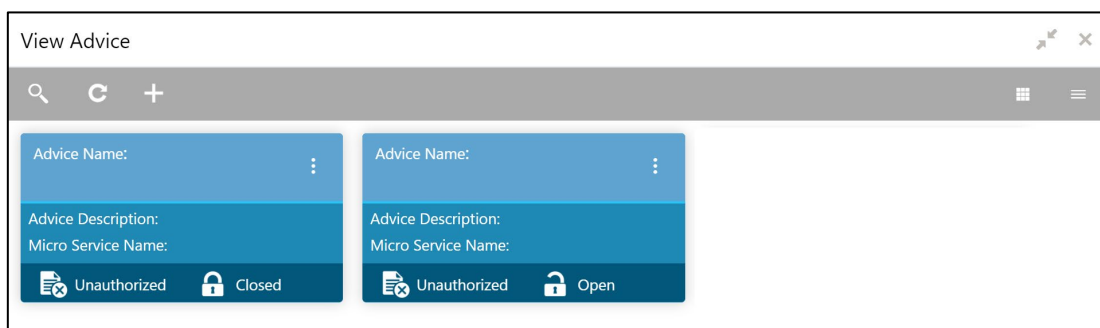 View Advice
Advice Name:
Advice Description:
Micro Service Name:
Unauthorized Closed
Advice Name:
Advice Description:
Micro Service Name:
Unauthorized Open